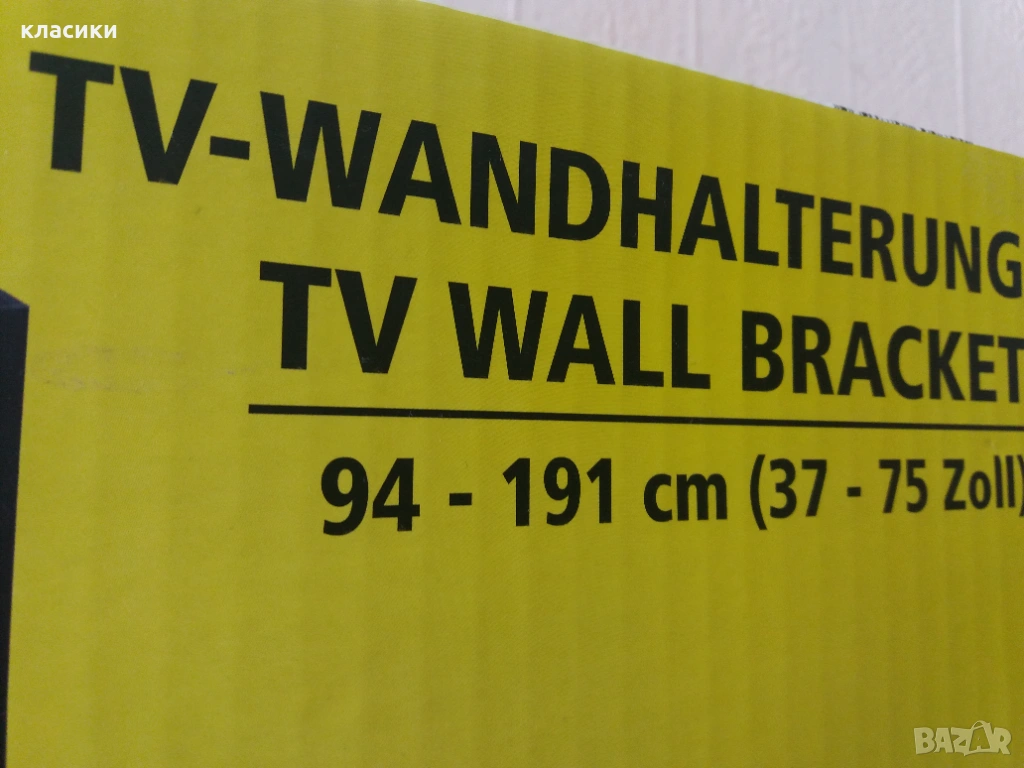 класики
TV-WANDHALTERUNG
TV WALL BRACKET
94 - 191 cm (37 - 75 Zoll)
BAZAR